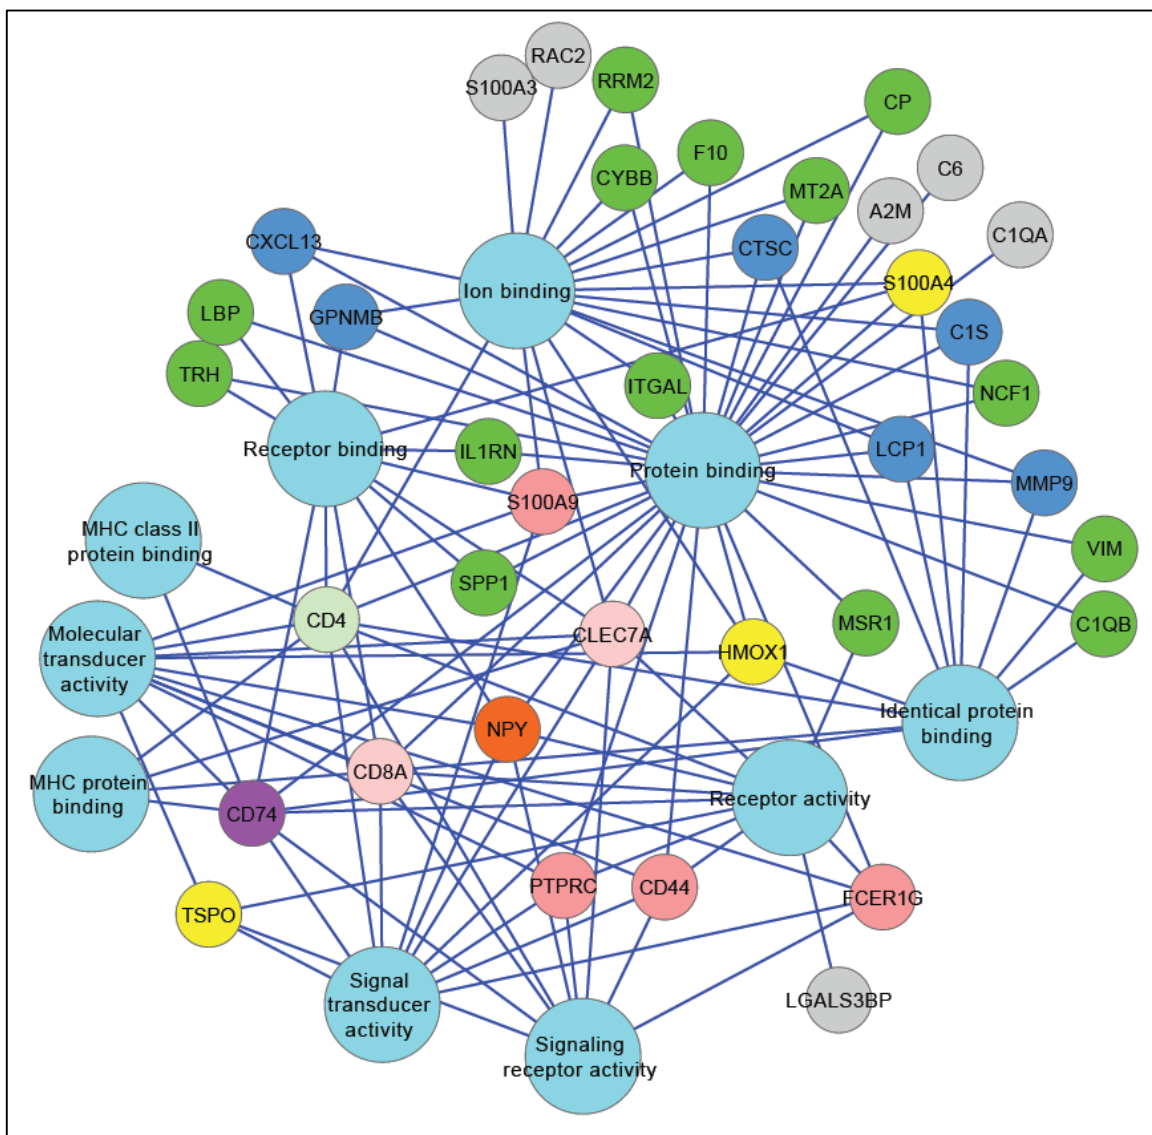 RAC2
S100A3
RRM2
CP
F10
C6
CYBB
MT2A
A2M
CXCL13
CTSC
C1QA
Ion binding
S100A4
LBP
GPNMB
C1S
TRH
ITGAL
NCF1
Receptor binding
IL1RN
Protein binding
LCP1
S100A9
MMP9
MHC class II
protein binding
VIM
SPP1
CD4
CLEC7A
MSR1
C1QB
Molecular
transducer
activity
HMOX1
NPY
Identical protein
binding
CD8A
MHC protein
binding
Receptor activity
CD74
PTPRC
CD44
FCER1G
TSPO
Signal
transducer
activity
LGALS3BP
Signaling
receptor activity